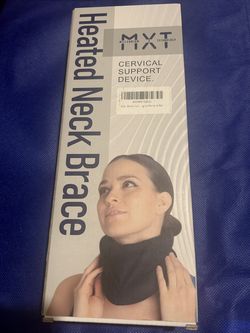 MXT
CERVICAL
SUPPORT
DEVICE.
Heated Neck Brace